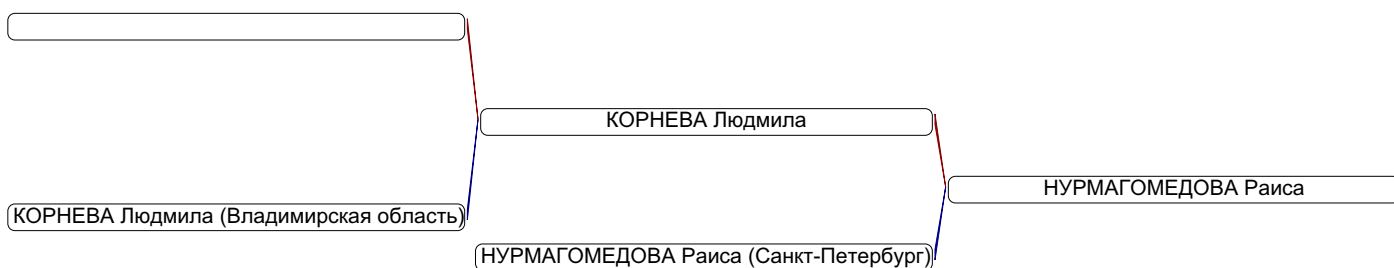 КОРНЕВА Людмила
НУРМАГОМЕДОВА Раиса
КОРНЕВА Людмила (Владимирская область)
НУРМАГОМЕДОВА Раиса (Санкт-Петербург)